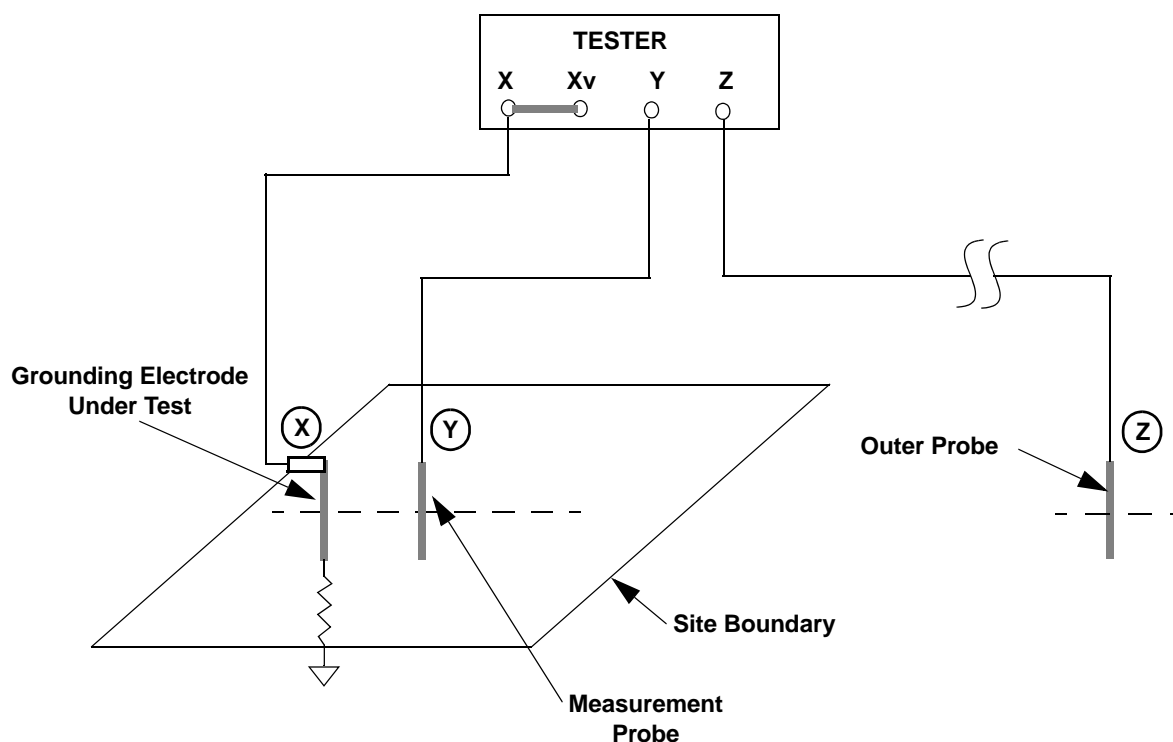 TESTER
X Xv Y Z
Grounding Electrode
Under Test
X
Y
Z
Outer Probe
Site Boundary
Measurement
Probe